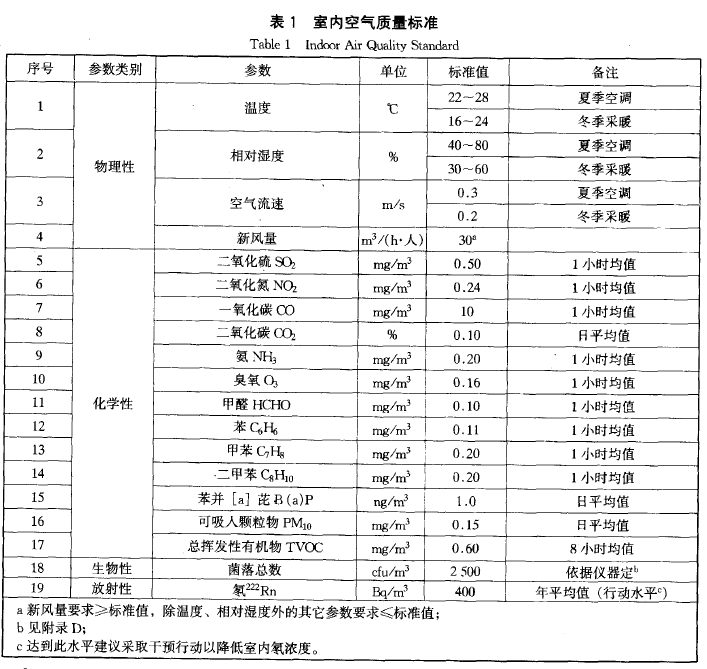 表 1 室内空气质量标准
Table 1 Indoor Air Quality Standard
序号 参数类别 参数 单位 标准值 备注
1 物理性 温度 ℃ 22～28 夏季空调
16～24 冬季采暖
2 相对湿度 % 40～80 夏季空调
30～60 冬季采暖
3 空气流速 m/s 0.3 夏季空调
0.2 冬季采暖
4 新风量 m³/(h·人) 30ᵃ
5 化学性 二氧化硫 SO₂ mg/m³ 0.50 1 小时均值
6 二氧化氮 NO₂ mg/m³ 0.24 1 小时均值
7 一氧化碳 CO mg/m³ 10 1 小时均值
8 二氧化碳 CO₂ % 0.10 日平均值
9 氨 NH₃ mg/m³ 0.20 1 小时均值
10 臭氧 O₃ mg/m³ 0.16 1 小时均值
11 甲醛 HCHO mg/m³ 0.10 1 小时均值
12 苯 C₆H₆ mg/m³ 0.11 1 小时均值
13 甲苯 C₇H₈ mg/m³ 0.20 1 小时均值
14 二甲苯 C₈H₁₀ mg/m³ 0.20 1 小时均值
15 苯并［a］芘 B(a)P ng/m³ 1.0 日平均值
16 可吸入颗粒物 PM₁₀ mg/m³ 0.15 日平均值
17 总挥发性有机物 TVOC mg/m³ 0.60 8 小时均值
18 生物性 菌落总数 cfu/m³ 2 500 依据仪器定ᵇ
19 放射性 氡²²²Rn Bq/m³ 400 年平均值（行动水平ᶜ）
a 新风量要求≥标准值，除温度、相对湿度外的其它参数要求≤标准值；
b 见附录 D；
c 达到此水平建议采取干预行动以降低室内氡浓度。